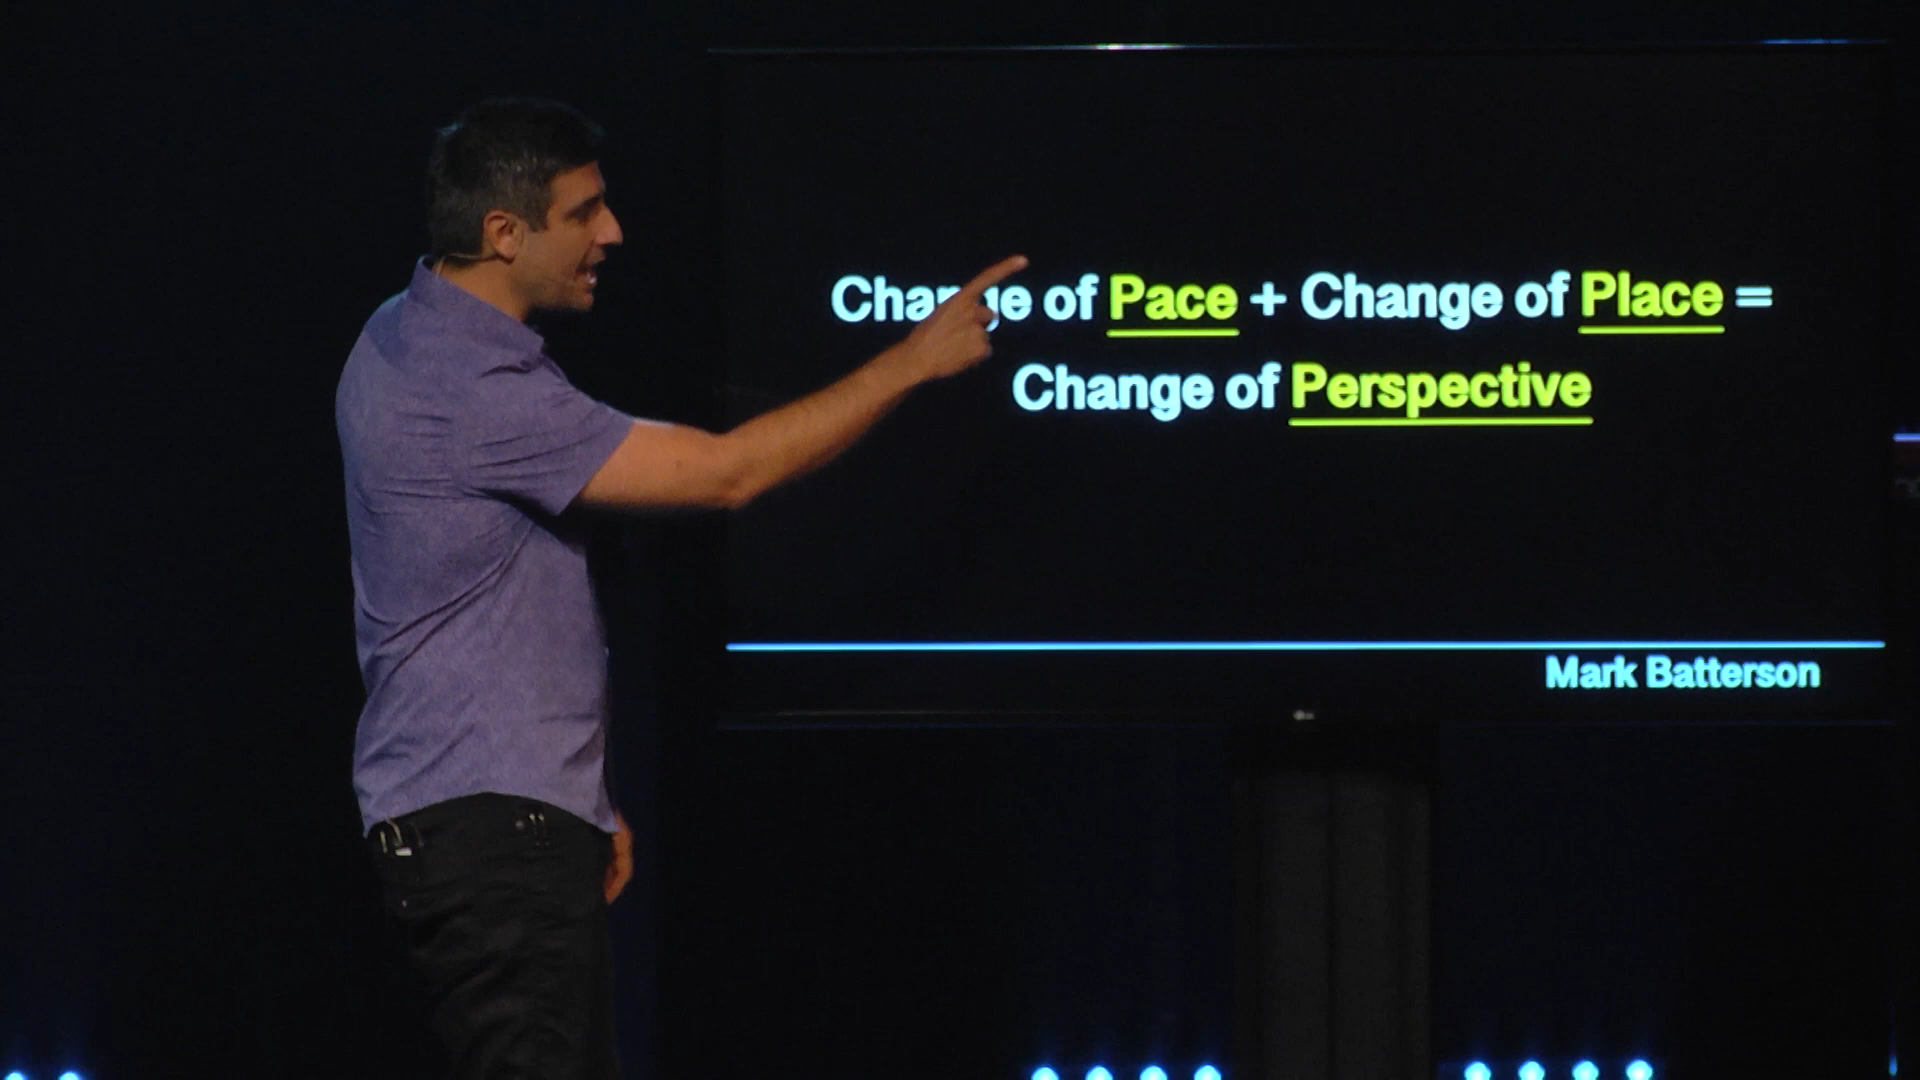 Change of Pace + Change of Place =
Change of Perspective
Mark Batterson